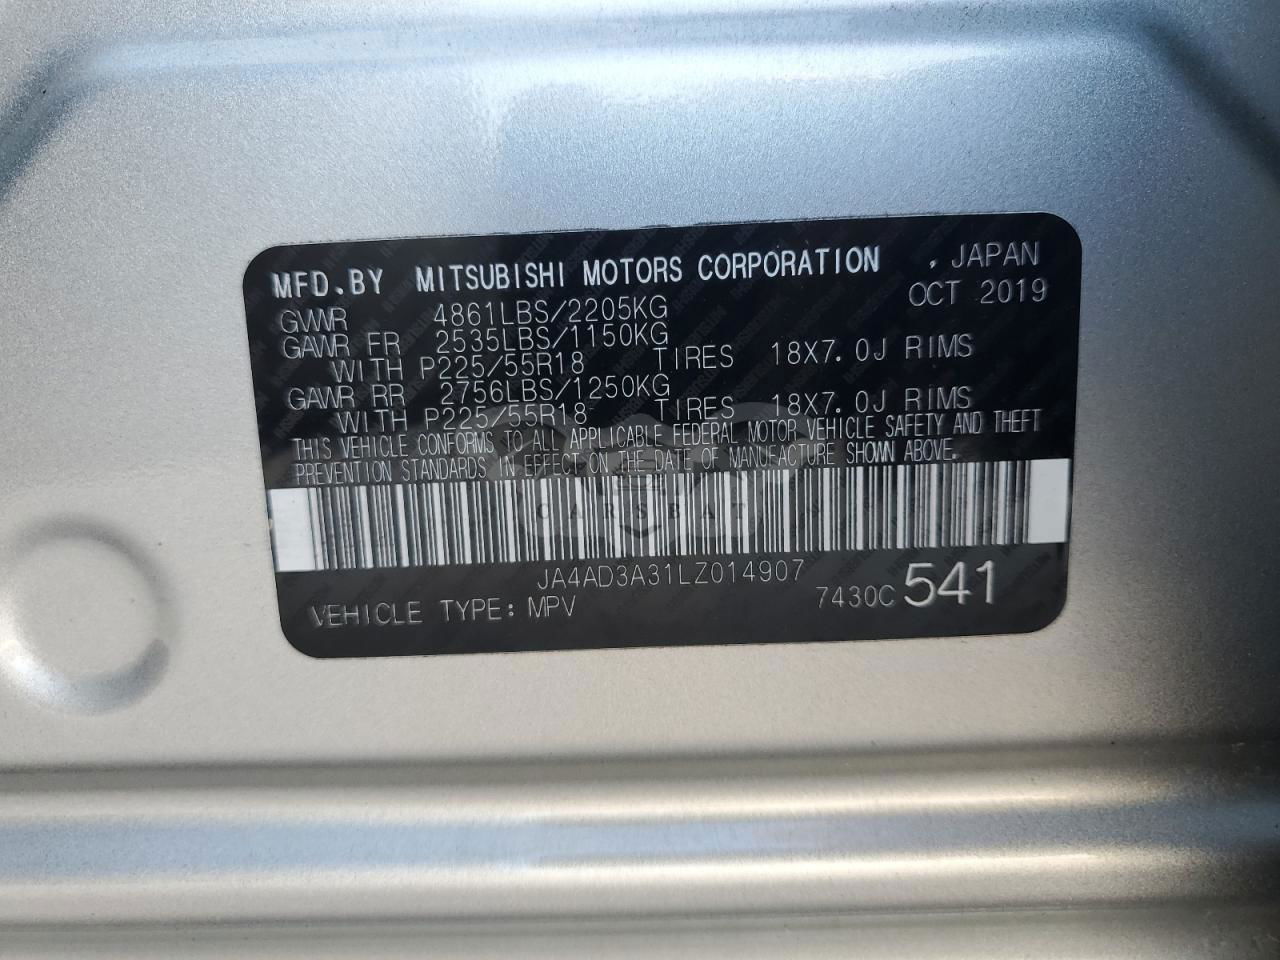 MFD.BY MITSUBISHI MOTORS CORPORATION , JAPAN
OCT 2019
GVWR 4861LBS/2205KG
GAWR FR 2535LBS/1150KG
WITH P225/55R18 TIRES 18X7.0J RIMS
GAWR RR 2756LBS/1250KG
WITH P225/55R18 TIRES 18X7.0J RIMS
THIS VEHICLE CONFORMS TO ALL APPLICABLE FEDERAL MOTOR VEHICLE SAFETY AND THEFT
PREVENTION STANDARDS IN EFFECT ON THE DATE OF MANUFACTURE SHOWN ABOVE.
CARSBAT
JA4AD3A31LZ014907
VEHICLE TYPE: MPV 7430C 541